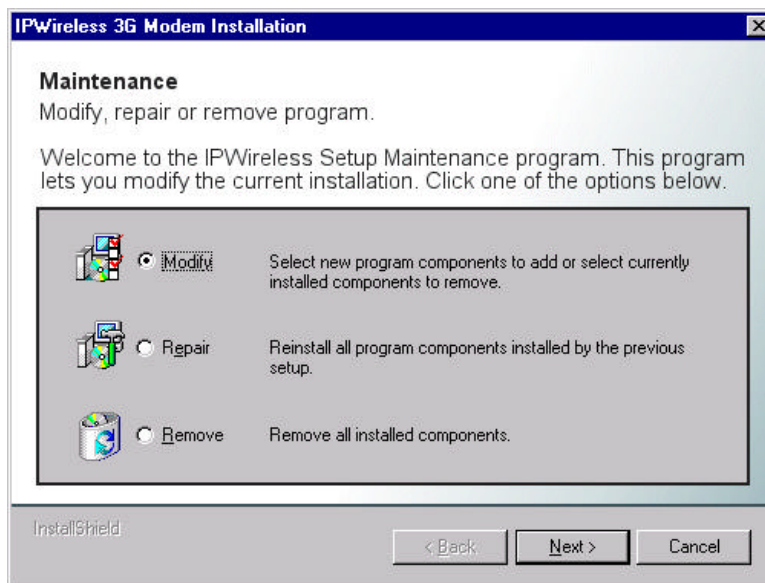 IPWireless 3G Modem Installation
Maintenance
Modify, repair or remove program.
Welcome to the IPWireless Setup Maintenance program. This program
lets you modify the current installation. Click one of the options below.
Modify
Select new program components to add or select currently
installed components to remove.
Repair
Reinstall all program components installed by the previous
setup.
Remove
Remove all installed components.
InstallShield
< Back
Next >
Cancel